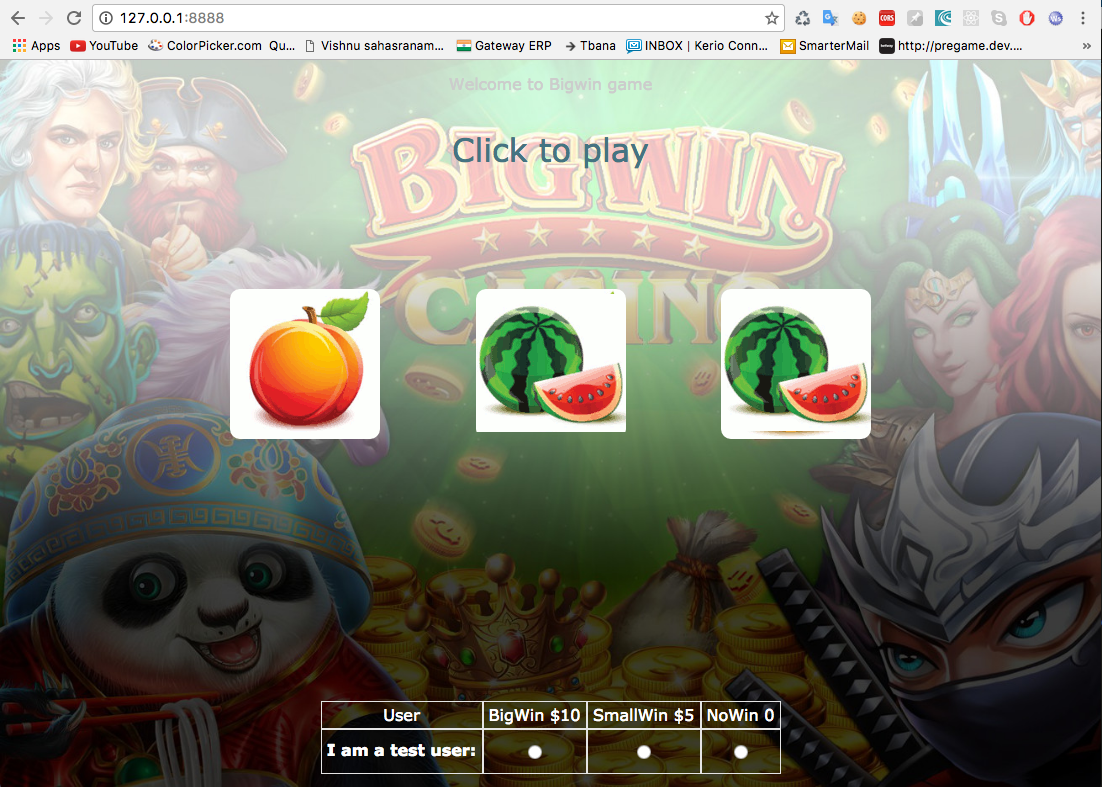 127.0.0.1:8888
Apps YouTube ColorPicker.com Qu... Vishnu sahasranam... Gateway ERP Tbana INBOX | Kerio Conn... SmarterMail http://pregame.dev.... »
Welcome to Bigwin game
BIG WIN
Click to play
CASINO
User BigWin $10 SmallWin $5 NoWin 0
I am a test user: